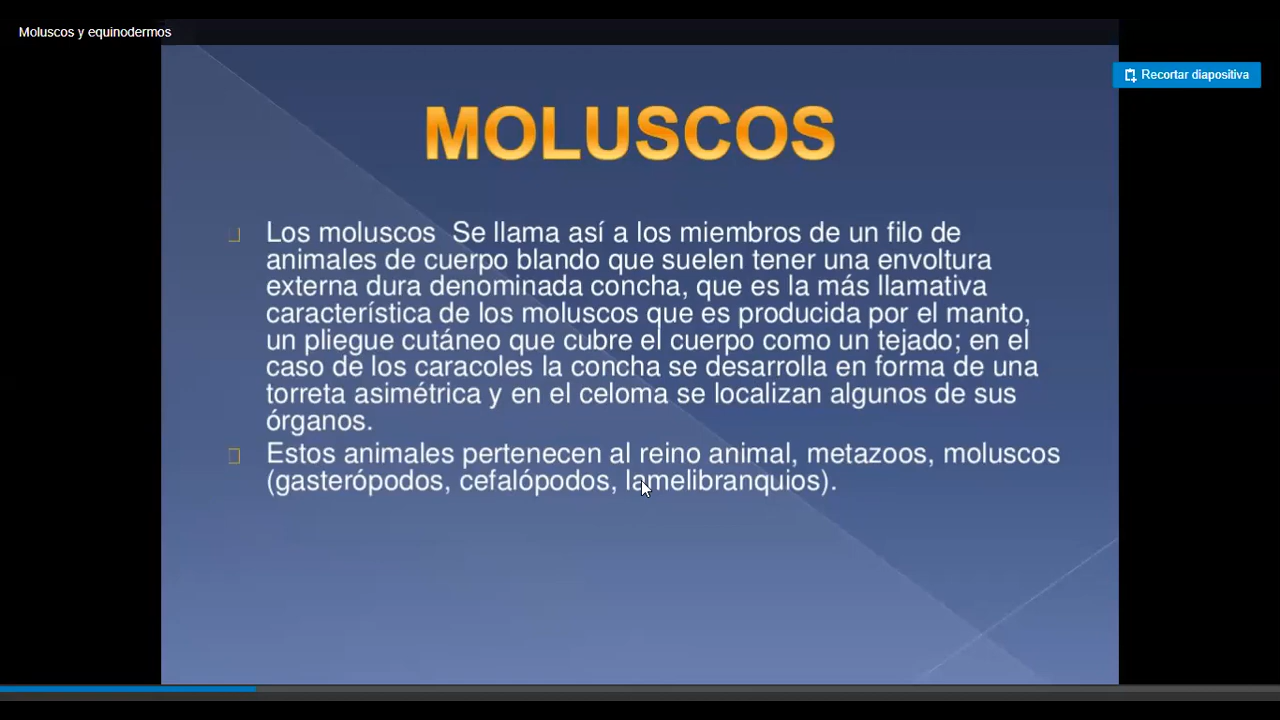 Moluscos y equinodermos
Recortar diapositiva
MOLUSCOS
Los moluscos Se llama así a los miembros de un filo de
animales de cuerpo blando que suelen tener una envoltura
externa dura denominada concha, que es la más llamativa
característica de los moluscos que es producida por el manto,
un pliegue cutáneo que cubre el cuerpo como un tejado; en el
caso de los caracoles la concha se desarrolla en forma de una
torreta asimétrica y en el celoma se localizan algunos de sus
órganos.
Estos animales pertenecen al reino animal, metazoos, moluscos
(gasterópodos, cefalópodos, lamelibranquios).